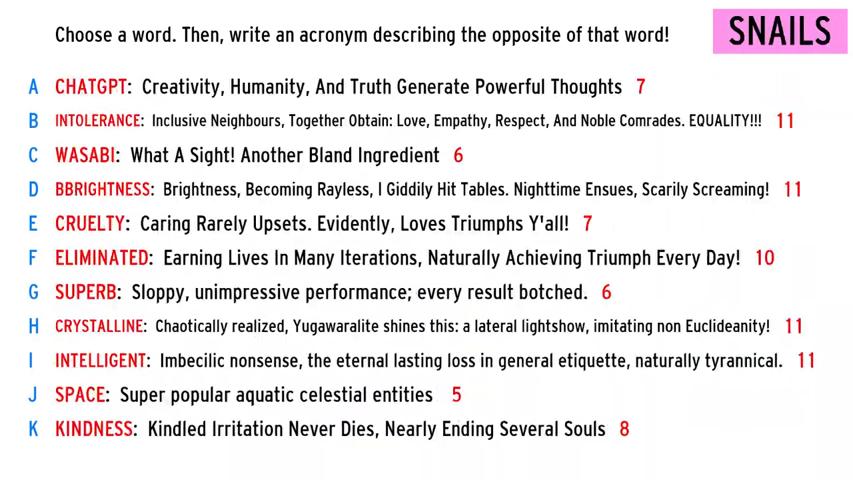 Choose a word. Then, write an acronym describing the opposite of that word!
SNAILS
A CHATGPT: Creativity, Humanity, And Truth Generate Powerful Thoughts 7
B INTOLERANCE: Inclusive Neighbours, Together Obtain: Love, Empathy, Respect, And Noble Comrades. EQUALITY!!! 11
C WASABI: What A Sight! Another Bland Ingredient 6
D BBRIGHTNESS: Brightness, Becoming Rayless, I Giddily Hit Tables. Nighttime Ensues, Scarily Screaming! 11
E CRUELTY: Caring Rarely Upsets. Evidently, Loves Triumphs Y'all! 7
F ELIMINATED: Earning Lives In Many Iterations, Naturally Achieving Triumph Every Day! 10
G SUPERB: Sloppy, unimpressive performance; every result botched. 6
H CRYSTALLINE: Chaotically realized, Yugawaralite shines this: a lateral lightshow, imitating non Euclideanity! 11
I INTELLIGENT: Imbecilic nonsense, the eternal lasting loss in general etiquette, naturally tyrannical. 11
J SPACE: Super popular aquatic celestial entities 5
K KINDNESS: Kindled Irritation Never Dies, Nearly Ending Several Souls 8